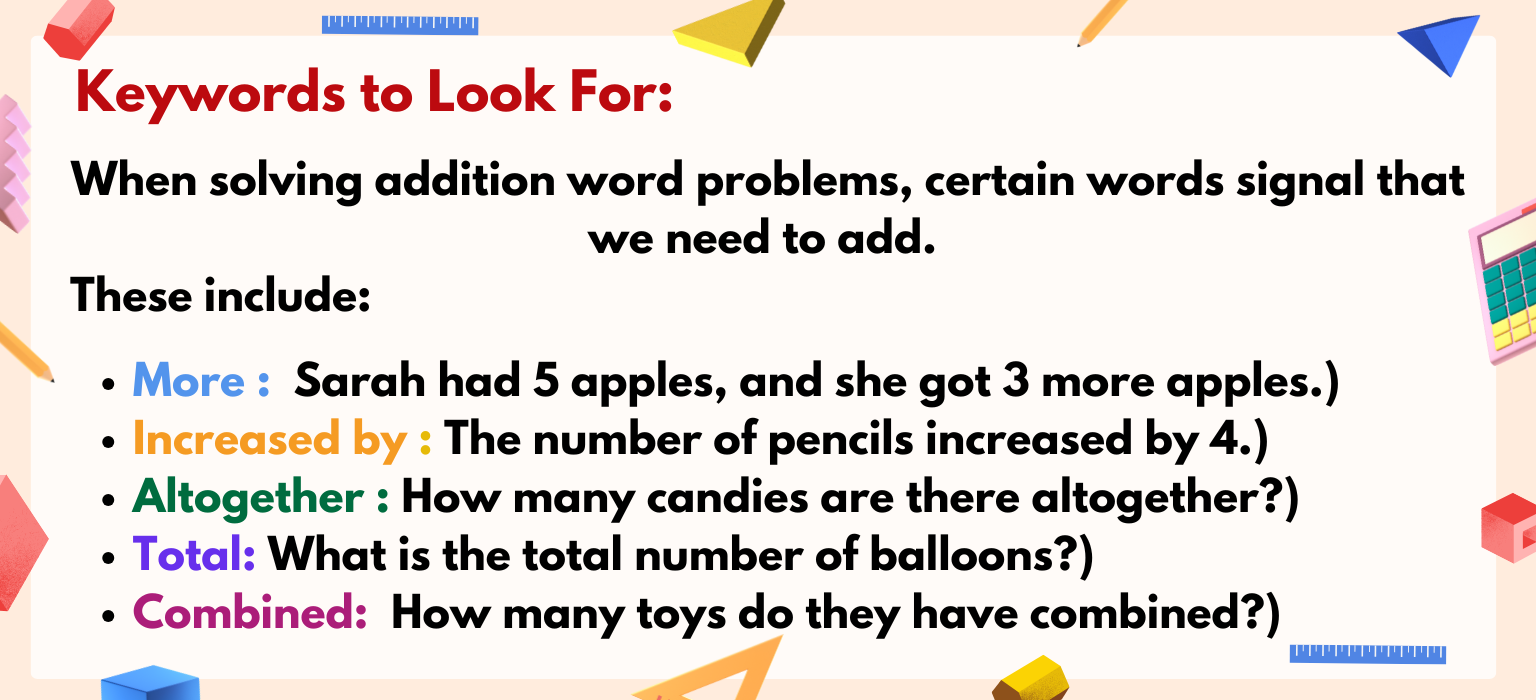 Keywords to Look For:
When solving addition word problems, certain words signal that
we need to add.
These include:
• More :  Sarah had 5 apples, and she got 3 more apples.)
• Increased by : The number of pencils increased by 4.)
• Altogether : How many candies are there altogether?)
• Total: What is the total number of balloons?)
• Combined:  How many toys do they have combined?)